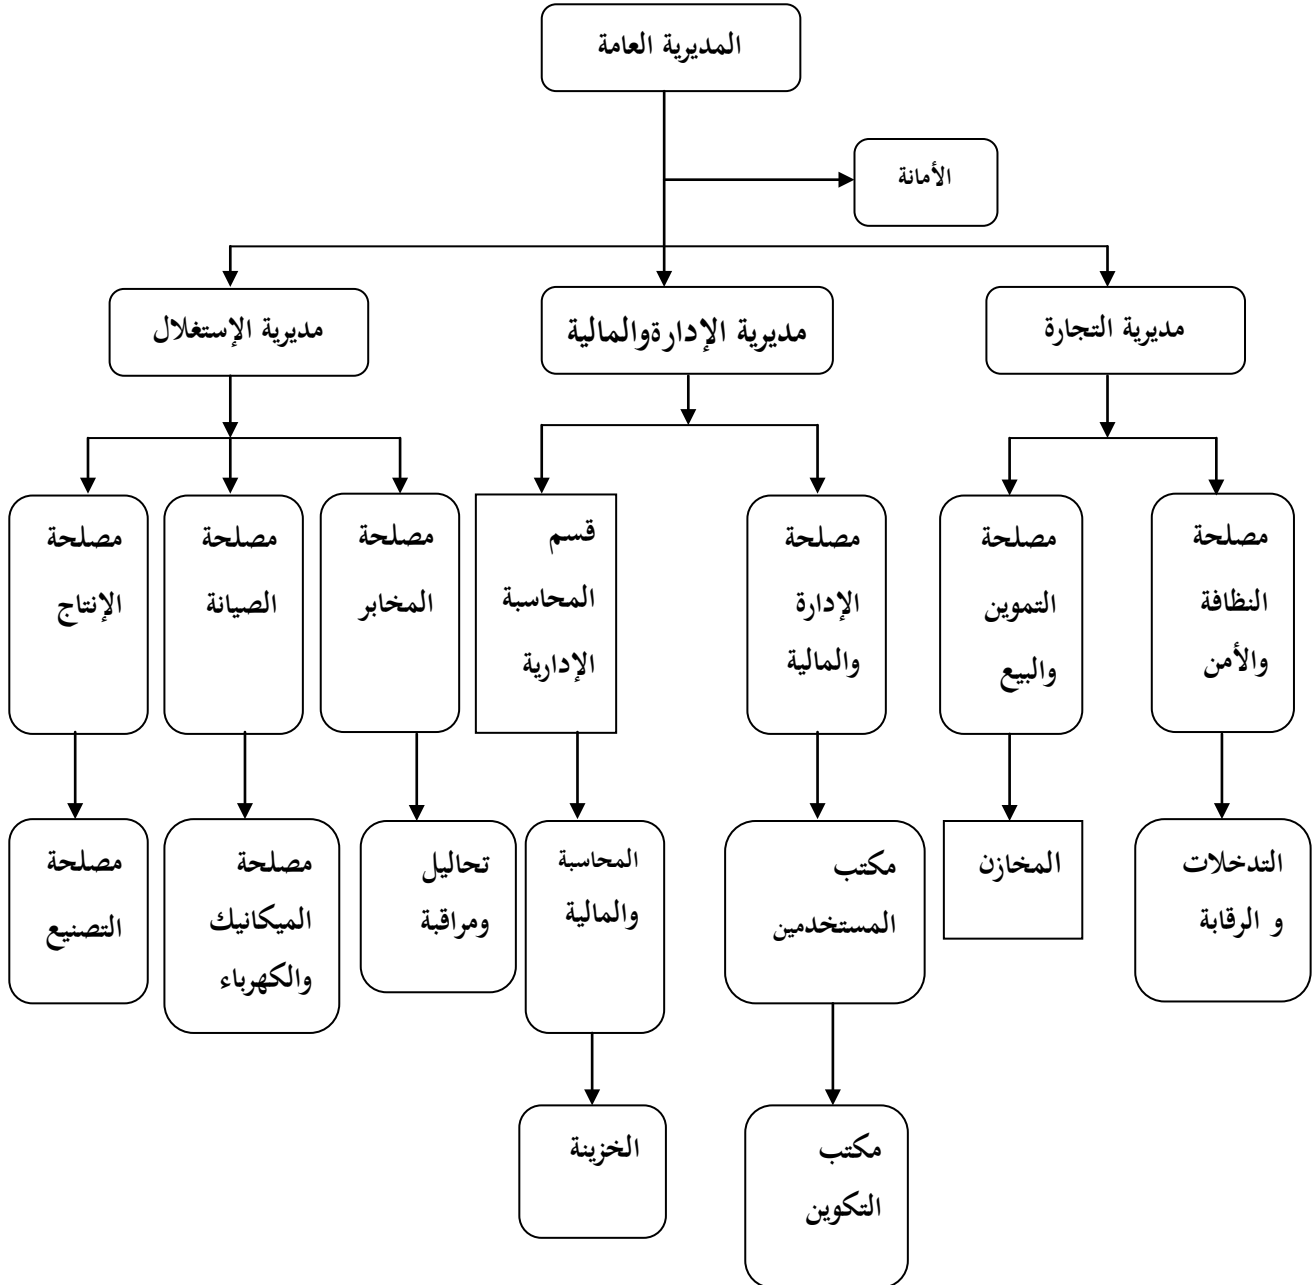 المديرية العامة
الأمانة
مديرية التجارة
مديرية الإدارةوالمالية
مديرية الإستغلال
مصلحة
النظافة
والأمن
مصلحة
التموين
والبيع
مصلحة
الإدارة
والمالية
قسم
المحاسبة
الإدارية
مصلحة
المخابر
مصلحة
الصيانة
مصلحة
الإنتاج
التدخلات
و الرقابة
المخازن
مكتب
المستخدمين
المحاسبة
والمالية
تحاليل
ومراقبة
مصلحة
الميكانيك
والكهرباء
مصلحة
التصنيع
مكتب
التكوين
الخزينة